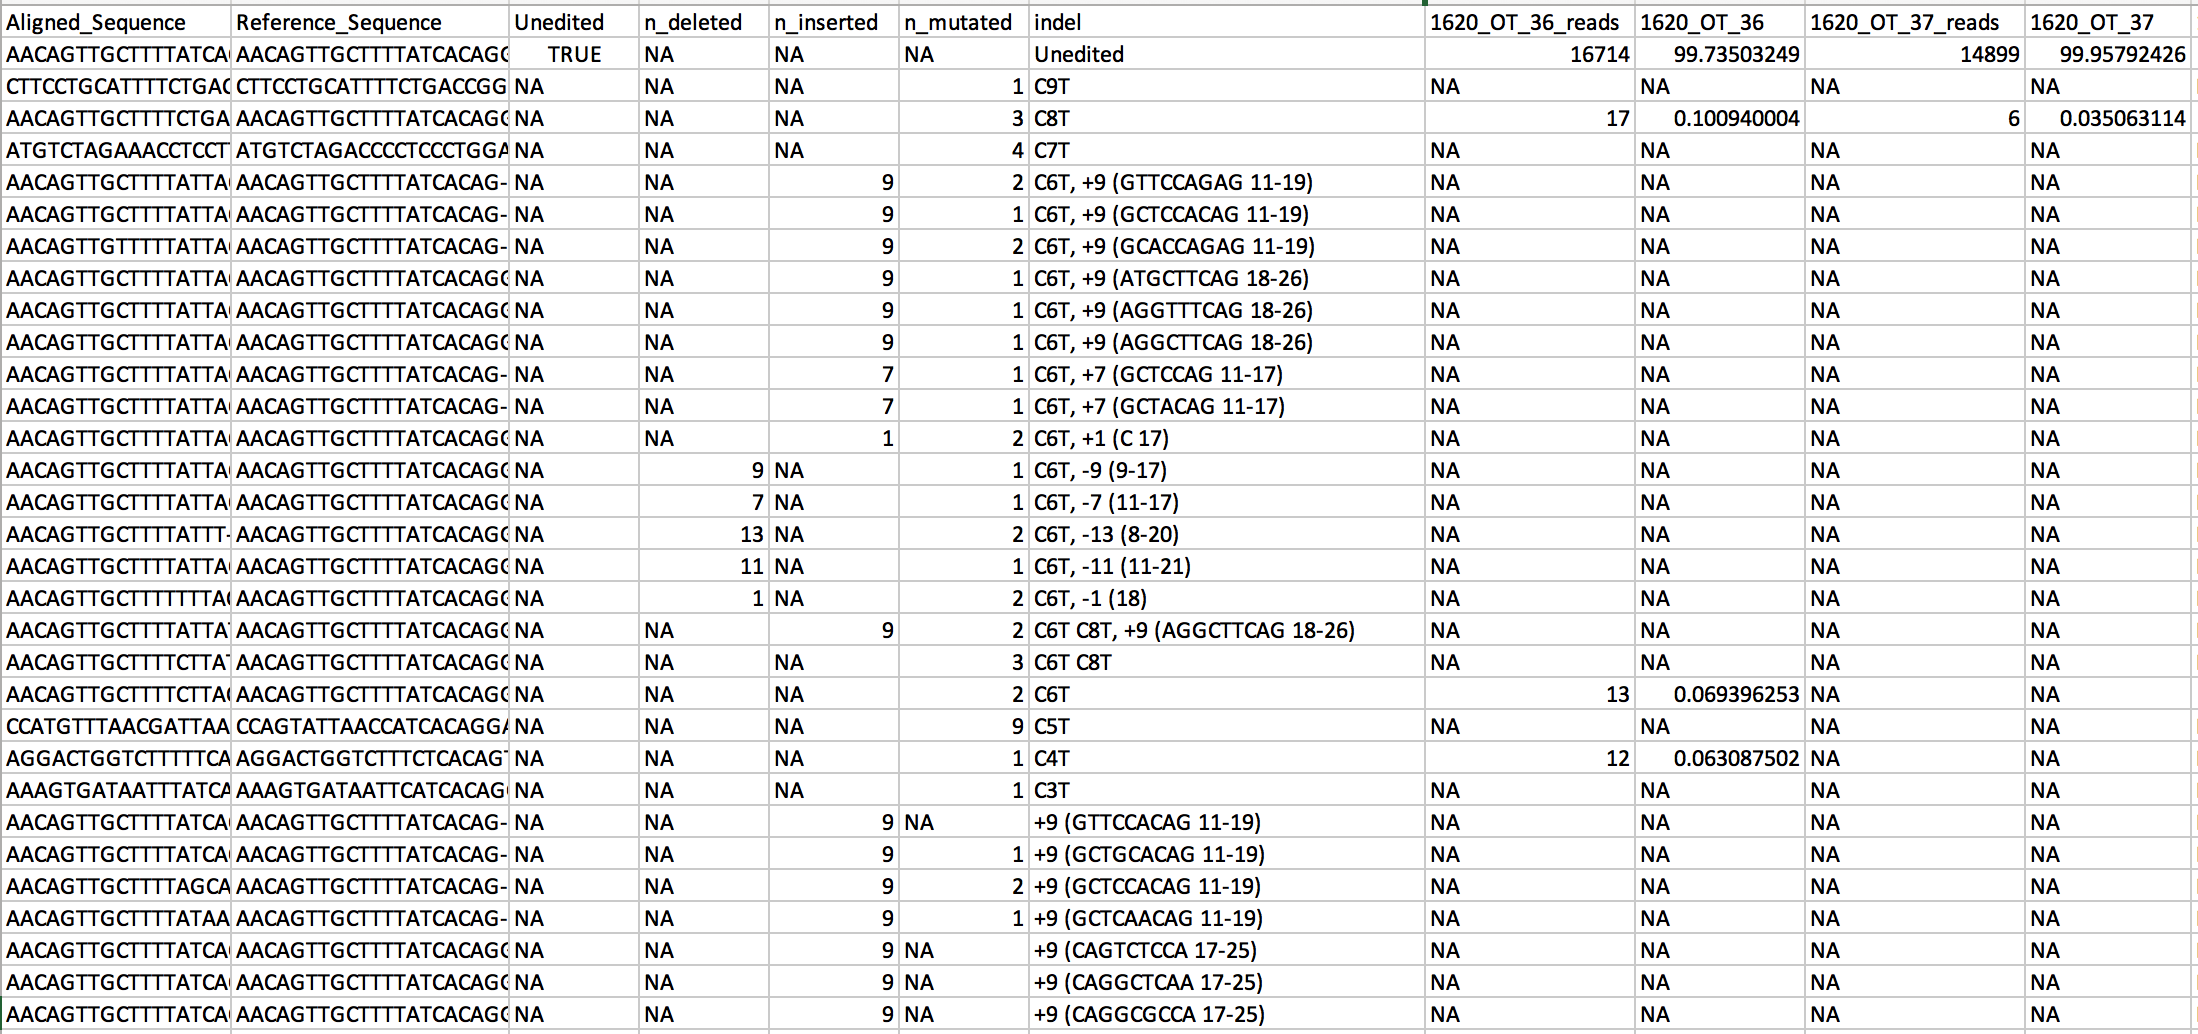 Aligned_Sequence Reference_Sequence Unedited n_deleted n_inserted n_mutated indel 1620_OT_36_reads 1620_OT_36 1620_OT_37_reads 1620_OT_37
AACAGTTGCTTTTATCA AACAGTTGCTTTTATCACAGG TRUE NA NA NA Unedited 16714 99.73503249 14899 99.95792426
CTTCCTGCATTTTCTGAC CTTCCTGCATTTTCTGACCGG NA NA NA 1 C9T NA NA NA NA
AACAGTTGCTTTTCTGA AACAGTTGCTTTTATCACAGG NA NA NA 3 C8T 17 0.100940004 6 0.035063114
ATGTCTAGAAACCTCCT ATGTCTAGACCCCTCCCTGGA NA NA NA 4 C7T NA NA NA NA
AACAGTTGCTTTTATTA AACAGTTGCTTTTATCACAG- NA NA 9 2 C6T, +9 (GTTCCAGAG 11-19) NA NA NA NA
AACAGTTGCTTTTATTA AACAGTTGCTTTTATCACAG- NA NA 9 1 C6T, +9 (GCTCCACAG 11-19) NA NA NA NA
AACAGTTGTTTTTATTA AACAGTTGCTTTTATCACAG- NA NA 9 2 C6T, +9 (GCACCAGAG 11-19) NA NA NA NA
AACAGTTGCTTTTATTA AACAGTTGCTTTTATCACAGG NA NA 9 1 C6T, +9 (ATGCTTCAG 18-26) NA NA NA NA
AACAGTTGCTTTTATTA AACAGTTGCTTTTATCACAGG NA NA 9 1 C6T, +9 (AGGTTTCAG 18-26) NA NA NA NA
AACAGTTGCTTTTATTA AACAGTTGCTTTTATCACAGG NA NA 9 1 C6T, +9 (AGGCTTCAG 18-26) NA NA NA NA
AACAGTTGCTTTTATTA AACAGTTGCTTTTATCACAG- NA NA 7 1 C6T, +7 (GCTCCAG 11-17) NA NA NA NA
AACAGTTGCTTTTATTA AACAGTTGCTTTTATCACAG- NA NA 7 1 C6T, +7 (GCTACAG 11-17) NA NA NA NA
AACAGTTGCTTTTATTA AACAGTTGCTTTTATCACAGG NA NA 1 2 C6T, +1 (C 17) NA NA NA NA
AACAGTTGCTTTTATTA AACAGTTGCTTTTATCACAGG NA 9 NA 1 C6T, -9 (9-17) NA NA NA NA
AACAGTTGCTTTTATTA AACAGTTGCTTTTATCACAGG NA 7 NA 1 C6T, -7 (11-17) NA NA NA NA
AACAGTTGCTTTTATTT- AACAGTTGCTTTTATCACAGG NA 13 NA 2 C6T, -13 (8-20) NA NA NA NA
AACAGTTGCTTTTATTA AACAGTTGCTTTTATCACAGG NA 11 NA 1 C6T, -11 (11-21) NA NA NA NA
AACAGTTGCTTTTTTTA AACAGTTGCTTTTATCACAGG NA 1 NA 2 C6T, -1 (18) NA NA NA NA
AACAGTTGCTTTTATTA AACAGTTGCTTTTATCACAGG NA NA 9 2 C6T C8T, +9 (AGGCTTCAG 18-26) NA NA NA NA
AACAGTTGCTTTTCTTA AACAGTTGCTTTTATCACAGG NA NA NA 3 C6T C8T NA NA NA NA
AACAGTTGCTTTTCTTA AACAGTTGCTTTTATCACAGG NA NA NA 2 C6T 13 0.069396253 NA NA
CCATGTTTAACGATTAA CCAGTATTAACCATCACAGGA NA NA NA 9 C5T NA NA NA NA
AGGACTGGTCTTTTTCA AGGACTGGTCTTTCTCACAGT NA NA NA 1 C4T 12 0.063087502 NA NA
AAAGTGATAATTTATCA AAAGTGATAATTCATCACAG NA NA NA 1 C3T NA NA NA NA
AACAGTTGCTTTTATCA AACAGTTGCTTTTATCACAG- NA NA 9 NA +9 (GTTCCACAG 11-19) NA NA NA NA
AACAGTTGCTTTTATCA AACAGTTGCTTTTATCACAG- NA NA 9 1 +9 (GCTGCACAG 11-19) NA NA NA NA
AACAGTTGCTTTTAGCA AACAGTTGCTTTTATCACAG- NA NA 9 2 +9 (GCTCCACAG 11-19) NA NA NA NA
AACAGTTGCTTTTATAA AACAGTTGCTTTTATCACAG- NA NA 9 1 +9 (GCTCAACAG 11-19) NA NA NA NA
AACAGTTGCTTTTATCA AACAGTTGCTTTTATCACAGG NA NA 9 NA +9 (CAGTCTCCA 17-25) NA NA NA NA
AACAGTTGCTTTTATCA AACAGTTGCTTTTATCACAGG NA NA 9 NA +9 (CAGGCTCAA 17-25) NA NA NA NA
AACAGTTGCTTTTATCA AACAGTTGCTTTTATCACAGG NA NA 9 NA +9 (CAGGCGCCA 17-25) NA NA NA NA